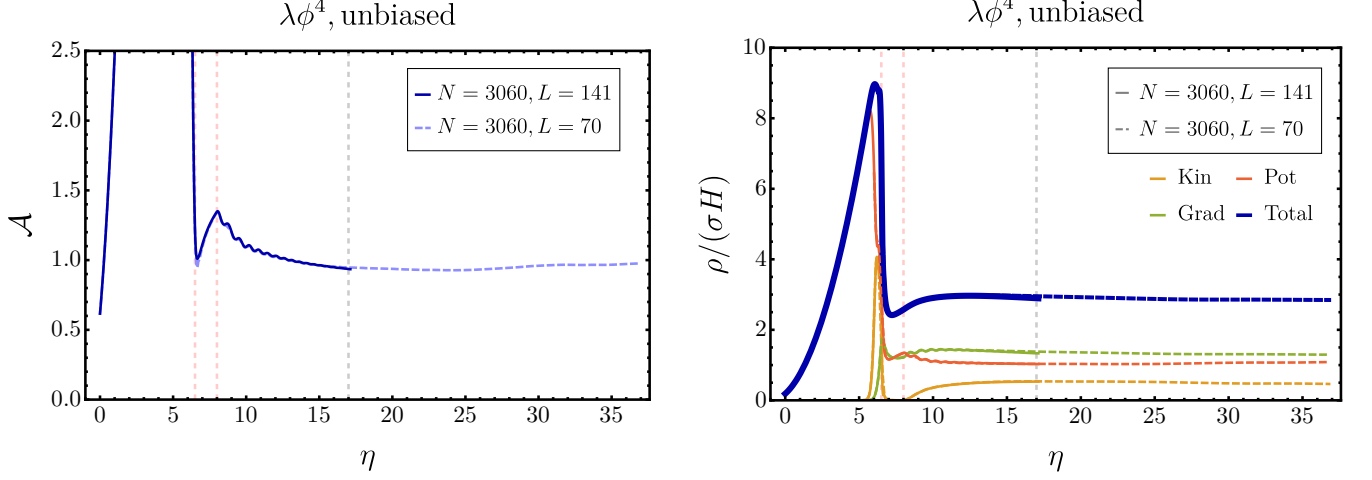 λϕ⁴, unbiased
2.5
2.0
1.5
1.0
0.5
0.0
𝒜
N = 3060, L = 141
N = 3060, L = 70
0 5 10 15 20 25 30 35
η
λϕ⁴, unbiased
10
8
6
4
2
0
ρ/(σH)
N = 3060, L = 141
N = 3060, L = 70
Kin Pot
Grad Total
0 5 10 15 20 25 30 35
η